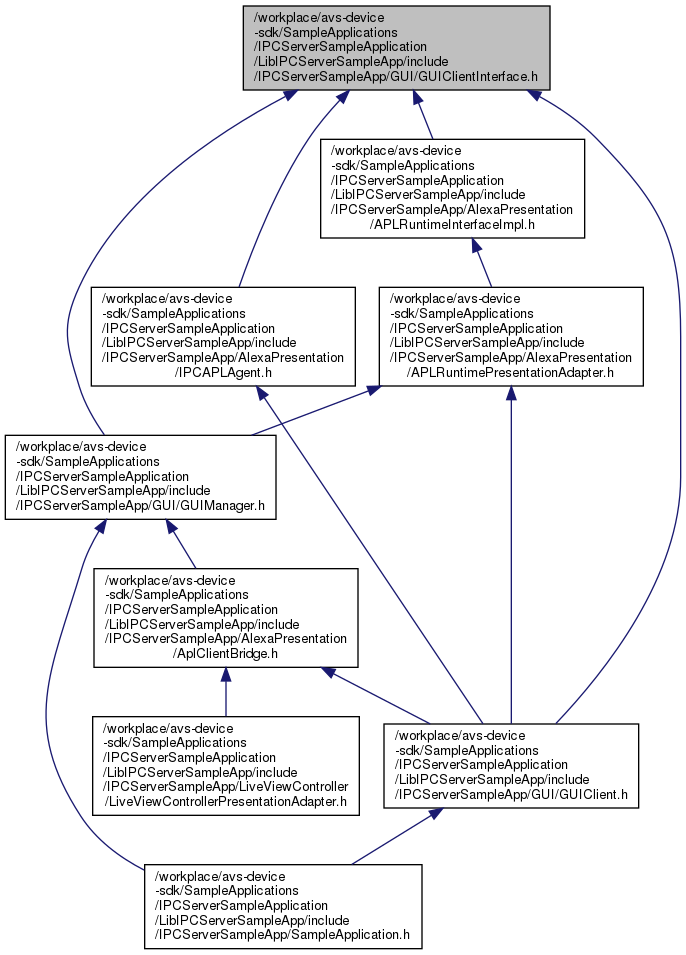 /workplace/avs-device
-sdk/SampleApplications
/IPCServerSampleApplication
/LibIPCServerSampleApp/include
/IPCServerSampleApp/GUI/GUIClientInterface.h
/workplace/avs-device
-sdk/SampleApplications
/IPCServerSampleApplication
/LibIPCServerSampleApp/include
/IPCServerSampleApp/AlexaPresentation
/APLRuntimeInterfaceImpl.h
/workplace/avs-device
-sdk/SampleApplications
/IPCServerSampleApplication
/LibIPCServerSampleApp/include
/IPCServerSampleApp/AlexaPresentation
/IPCAPLAgent.h
/workplace/avs-device
-sdk/SampleApplications
/IPCServerSampleApplication
/LibIPCServerSampleApp/include
/IPCServerSampleApp/AlexaPresentation
/APLRuntimePresentationAdapter.h
/workplace/avs-device
-sdk/SampleApplications
/IPCServerSampleApplication
/LibIPCServerSampleApp/include
/IPCServerSampleApp/GUI/GUIManager.h
/workplace/avs-device
-sdk/SampleApplications
/IPCServerSampleApplication
/LibIPCServerSampleApp/include
/IPCServerSampleApp/AlexaPresentation
/AplClientBridge.h
/workplace/avs-device
-sdk/SampleApplications
/IPCServerSampleApplication
/LibIPCServerSampleApp/include
/IPCServerSampleApp/LiveViewController
/LiveViewControllerPresentationAdapter.h
/workplace/avs-device
-sdk/SampleApplications
/IPCServerSampleApplication
/LibIPCServerSampleApp/include
/IPCServerSampleApp/GUI/GUIClient.h
/workplace/avs-device
-sdk/SampleApplications
/IPCServerSampleApplication
/LibIPCServerSampleApp/include
/IPCServerSampleApp/SampleApplication.h